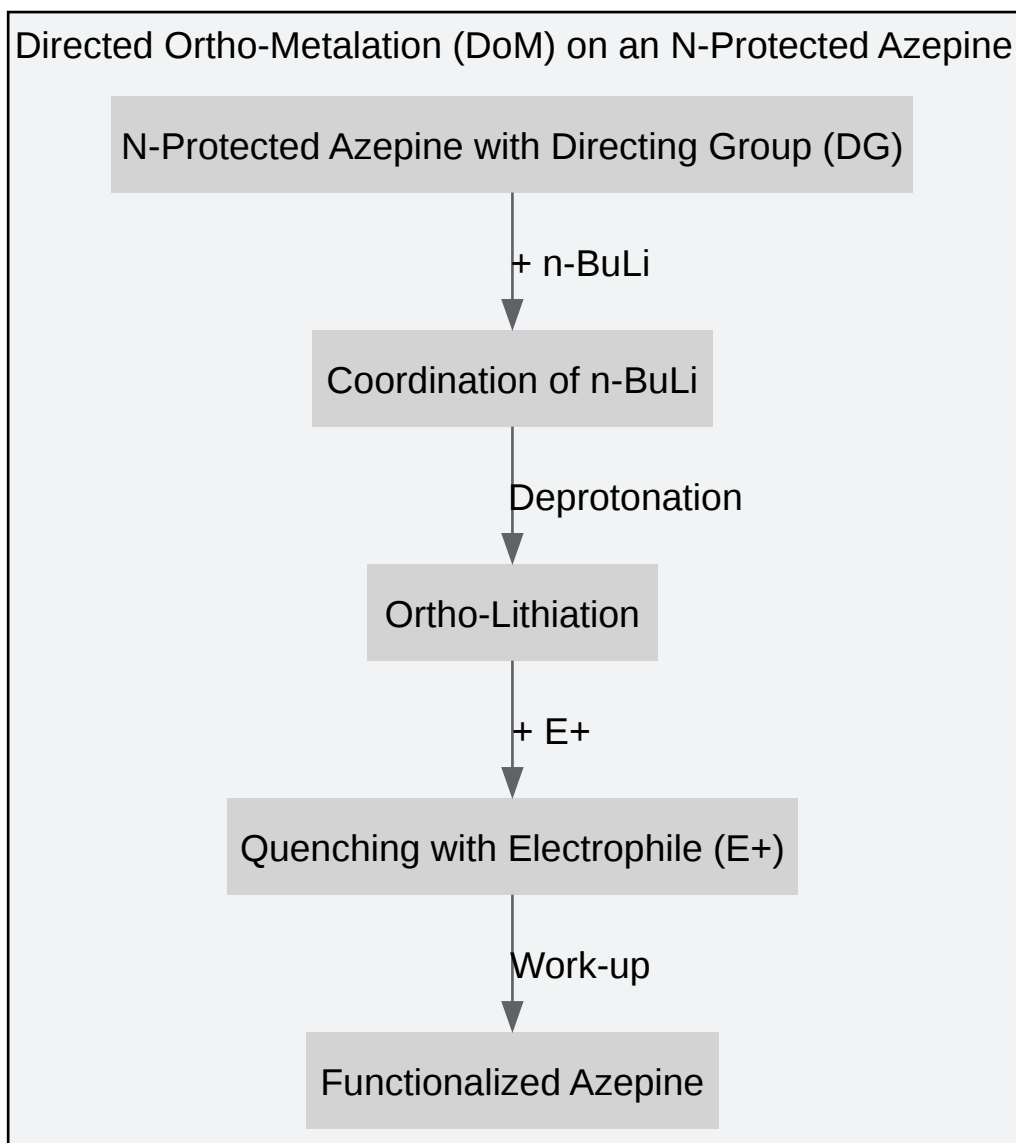 Directed Ortho-Metalation (DoM) on an N-Protected Azepine
N-Protected Azepine with Directing Group (DG)
+ n-BuLi
Coordination of n-BuLi
Deprotonation
Ortho-Lithiation
+ E+
Quenching with Electrophile (E+)
Work-up
Functionalized Azepine